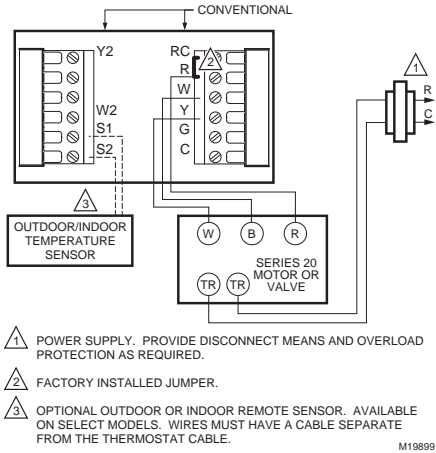 CONVENTIONAL
Y2
RC
2
R
W
W2
Y
S1
G
S2
C
1
R
C
3
OUTDOOR/INDOOR
TEMPERATURE
SENSOR
W
B
R
SERIES 20
MOTOR OR
VALVE
TR
TR
1 POWER SUPPLY. PROVIDE DISCONNECT MEANS AND OVERLOAD
PROTECTION AS REQUIRED.
2 FACTORY INSTALLED JUMPER.
3 OPTIONAL OUTDOOR OR INDOOR REMOTE SENSOR. AVAILABLE
ON SELECT MODELS. WIRES MUST HAVE A CABLE SEPARATE
FROM THE THERMOSTAT CABLE.
M19899